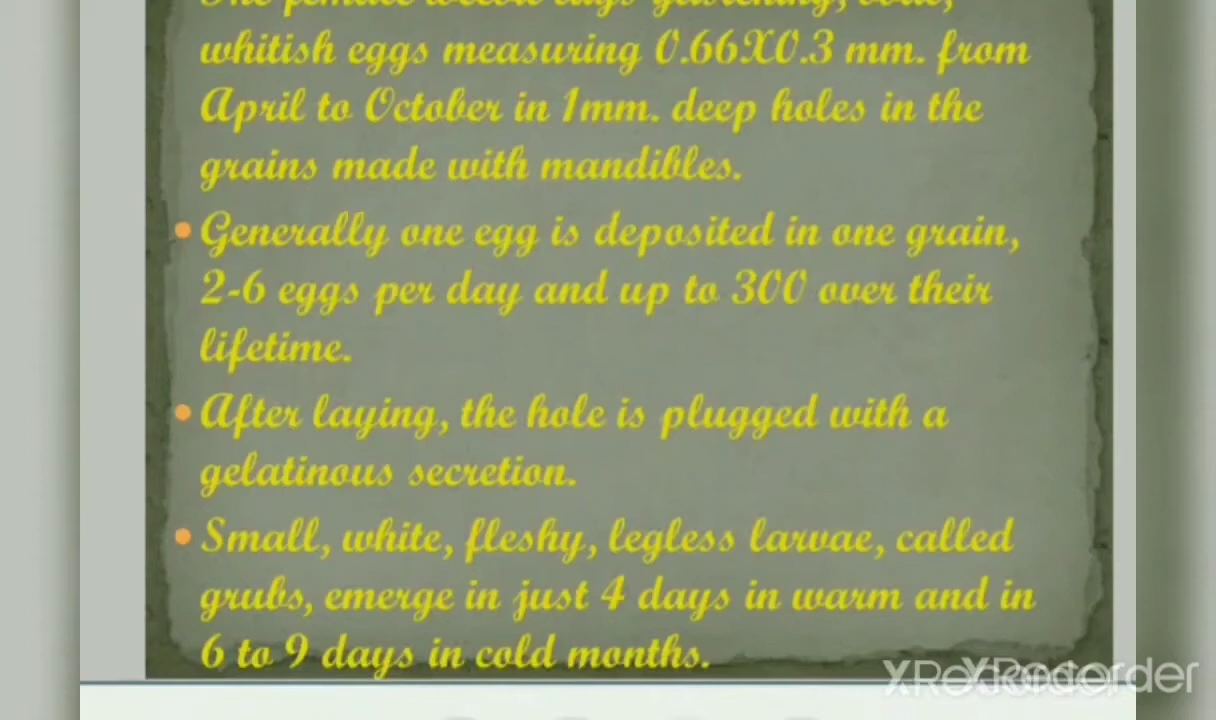 whitish eggs measuring 0.66X0.3 mm. from
April to October in 1mm. deep holes in the
grains made with mandibles.
• Generally one egg is deposited in one grain,
2-6 eggs per day and up to 300 over their
lifetime.
• After laying, the hole is plugged with a
gelatinous secretion.
• Small, white, fleshy, legless larvae, called
grubs, emerge in just 4 days in warm and in
6 to 9 days in cold months.